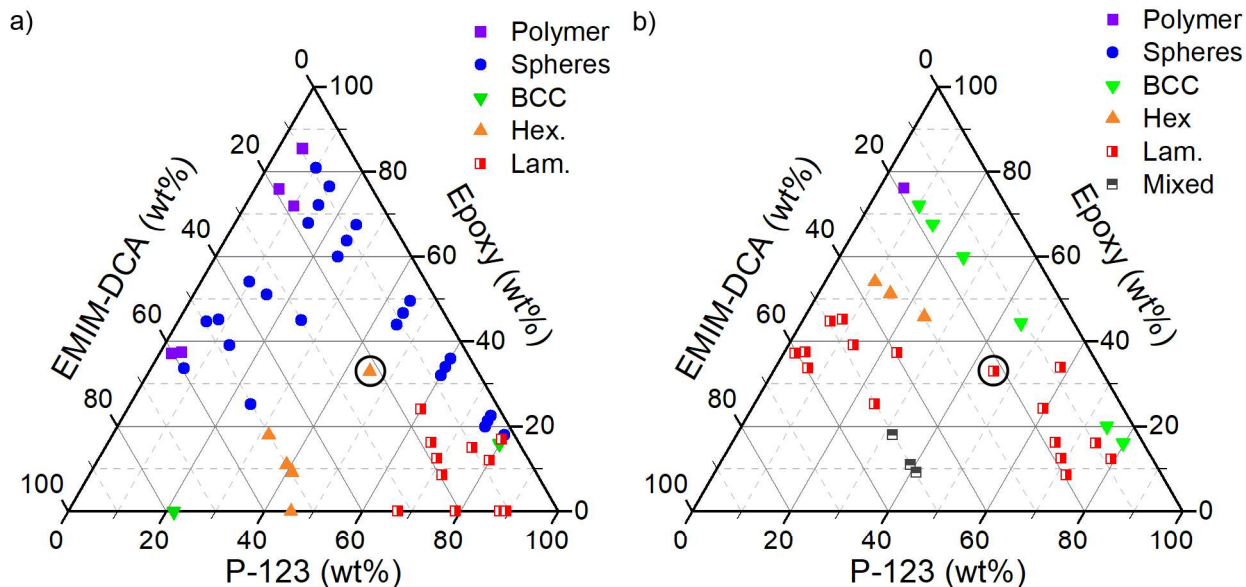 a)
Polymer
Spheres
BCC
Hex.
Lam.
0
20
40
60
80
100
EMIM-DCA (wt%)
100
80
60
40
20
0
Epoxy (wt%)
0
20
40
60
80
100
P-123 (wt%)
b)
Polymer
Spheres
BCC
Hex
Lam.
Mixed
0
20
40
60
80
100
EMIM-DCA (wt%)
100
80
60
40
20
0
Epoxy (wt%)
0
20
40
60
80
100
P-123 (wt%)